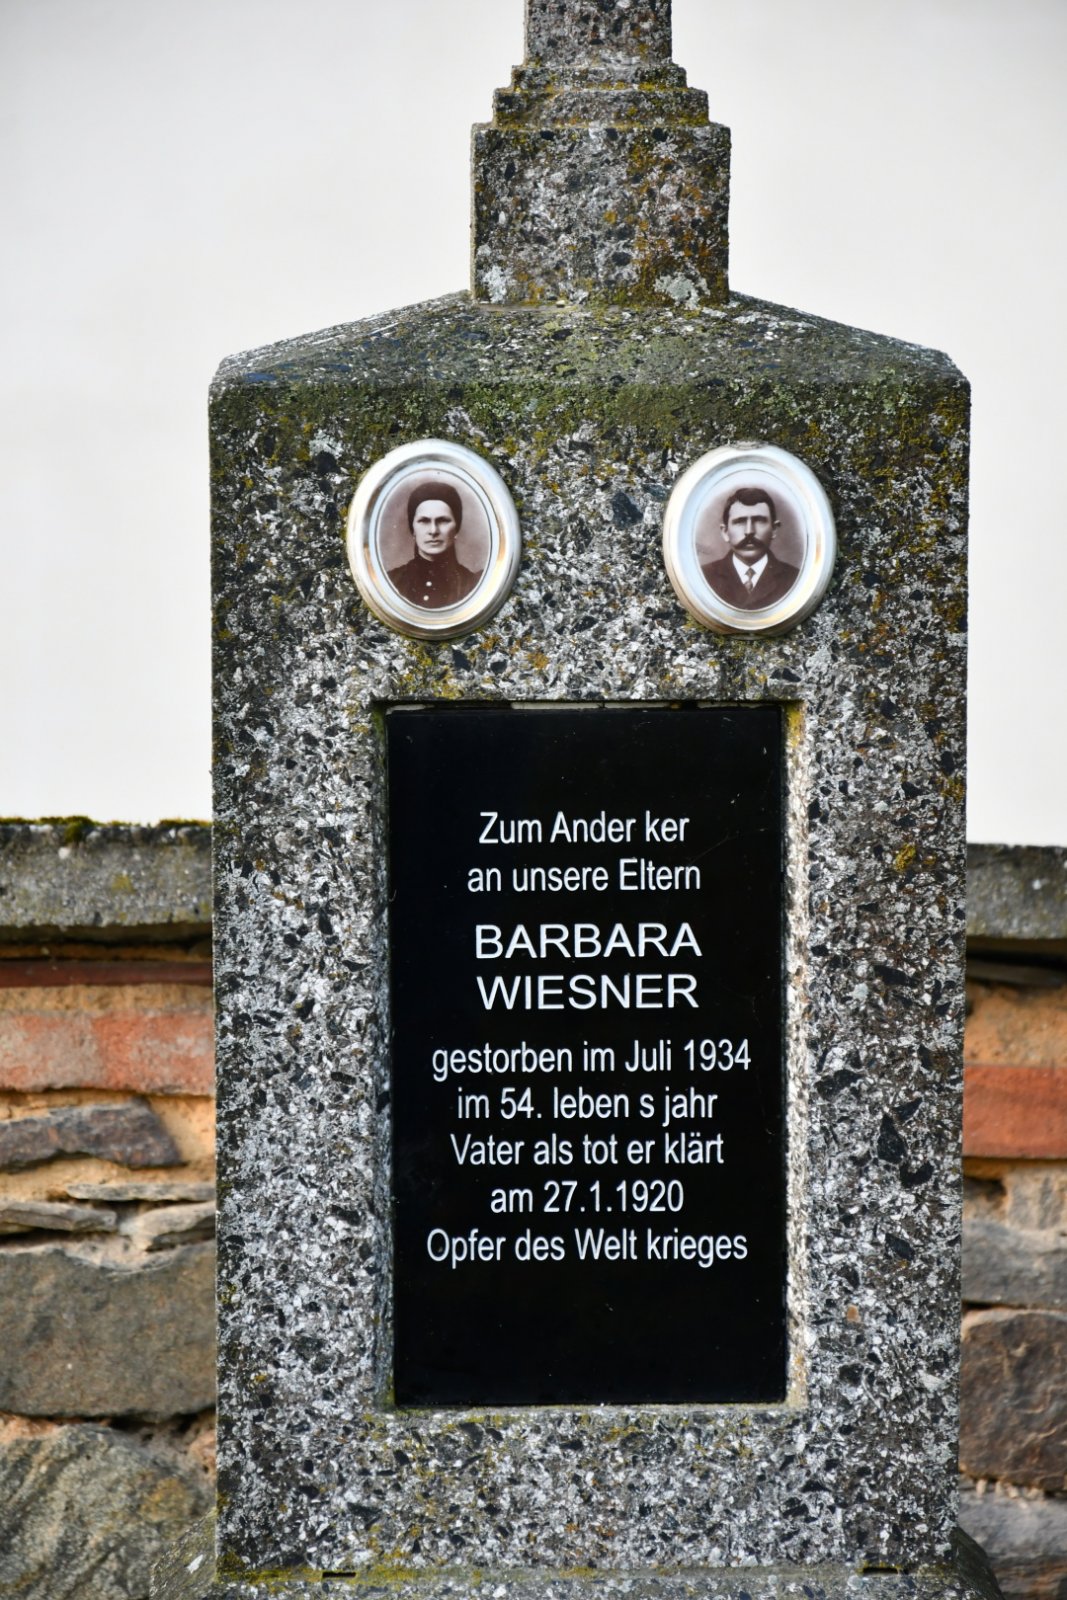 Zum Ander ker
an unsere Eltern
BARBARA
WIESNER
gestorben im Juli 1934
im 54. leben s jahr
Vater als tot er klärt
am 27.1.1920
Opfer des Welt krieges